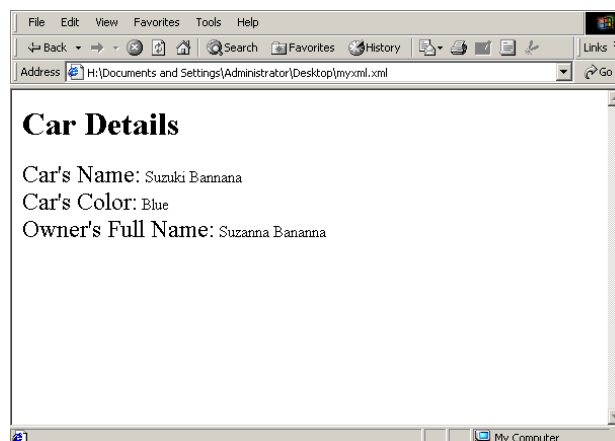 File Edit View Favorites Tools Help
Back Search Favorites History Links
Address H:\Documents and Settings\Administrator\Desktop\myxml.xml Go
Car Details
Car's Name: Suzuki Bannana
Car's Color: Blue
Owner's Full Name: Suzanna Bananna
My Computer